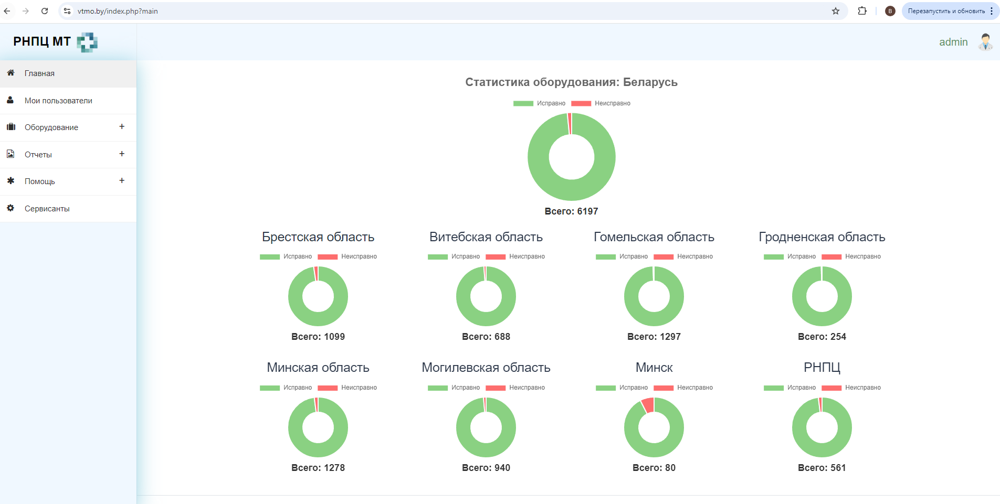 vtmo.by/index.php?main
B
Перезапустить и обновить
РНПЦ МТ
admin
Главная
Мои пользователи
Оборудование +
Отчеты +
Помощь +
Сервисанты
Статистика оборудования: Беларусь
Исправно Неисправно
Всего: 6197
Брестская область Витебская область Гомельская область Гродненская область
Исправно Неисправно Исправно Неисправно Исправно Неисправно Исправно Неисправно
Всего: 1099 Всего: 688 Всего: 1297 Всего: 254
Минская область Могилевская область Минск РНПЦ
Исправно Неисправно Исправно Неисправно Исправно Неисправно Исправно Неисправно
Всего: 1278 Всего: 940 Всего: 80 Всего: 561